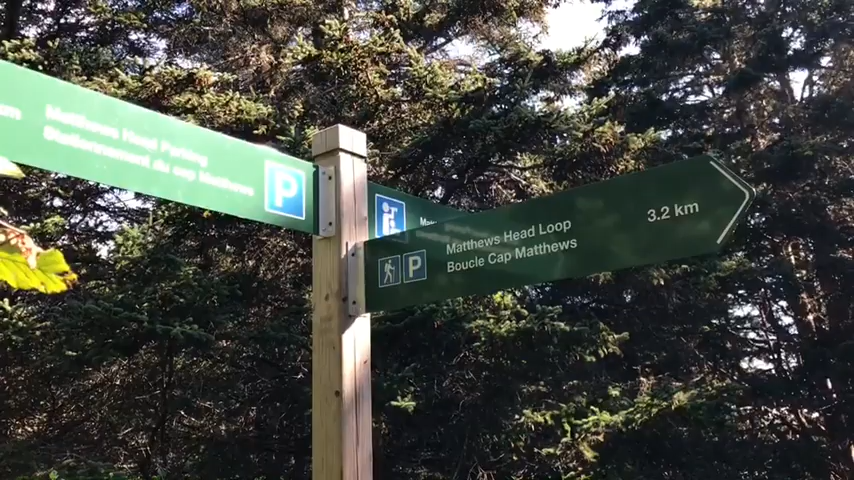 Matthews Head Parking
Stationnement du cap Matthews
P
Matthews Head Loop
Boucle Cap Matthews
3.2 km
P